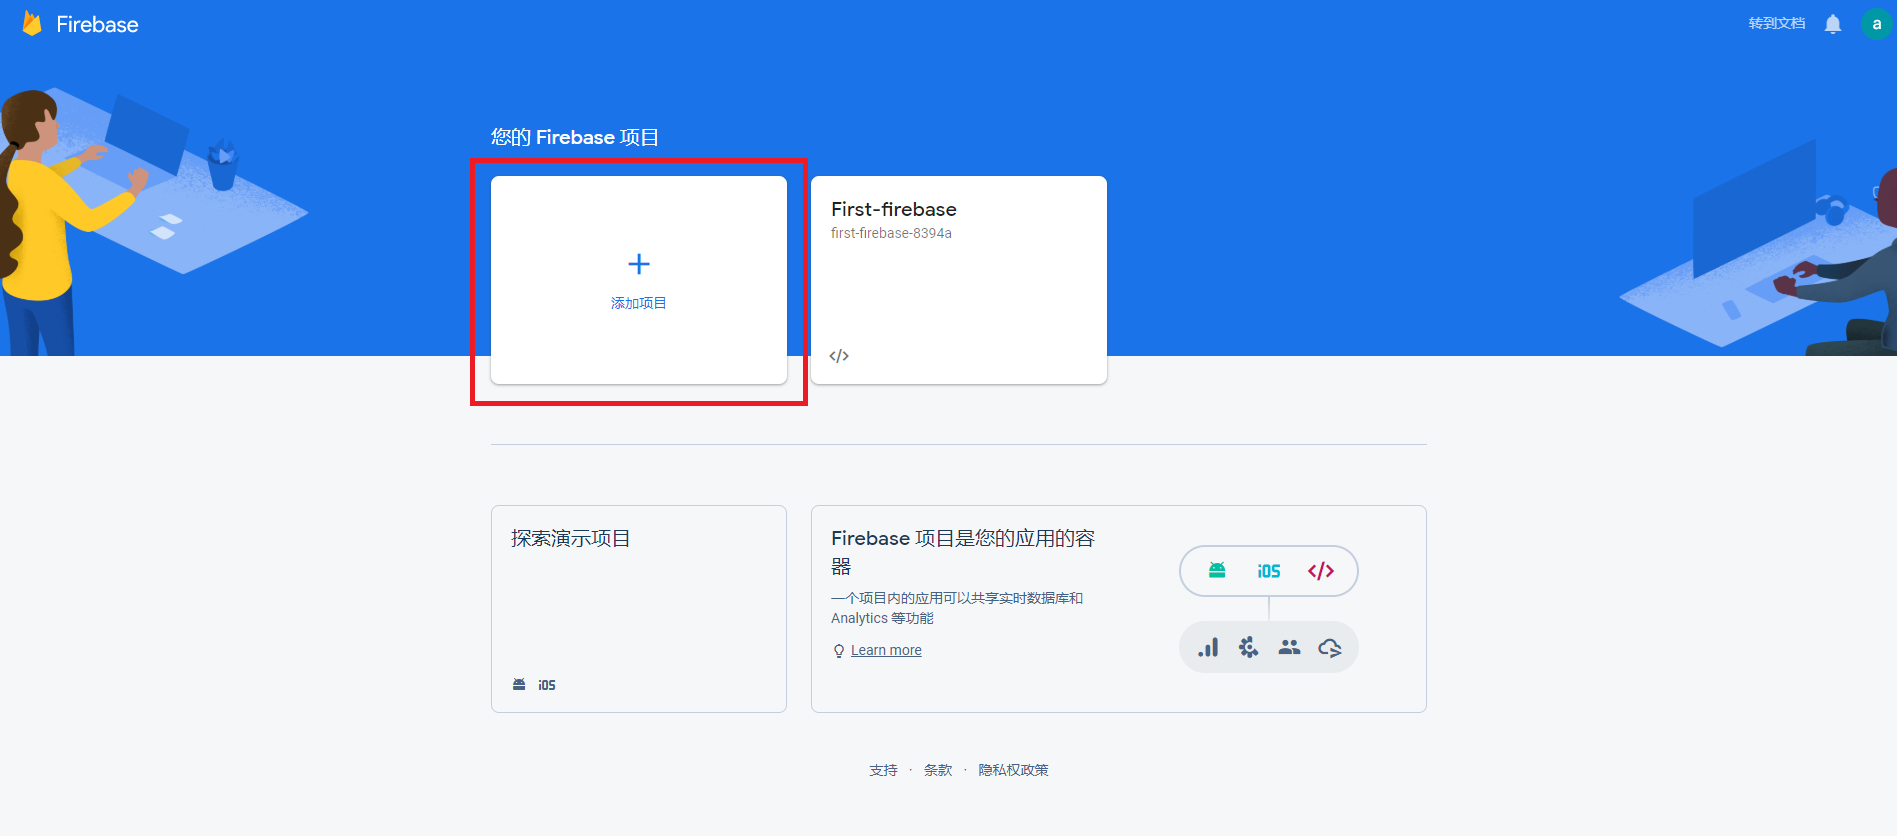 Firebase
转到文档
a
您的 Firebase 项目
添加项目
First-firebase
first-firebase-8394a
</>
探索演示项目
iOS
Firebase 项目是您的应用的容
器
一个项目内的应用可以共享实时数据库和
Analytics 等功能
Learn more
iOS </>
支持 · 条款 · 隐私权政策